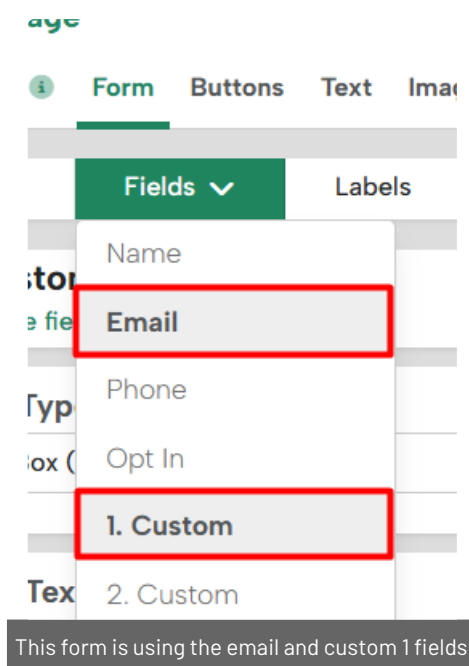 Form Buttons Text
Fields Labels
Name
Email
Phone
Opt In
1. Custom
2. Custom
This form is using the email and custom 1 fields